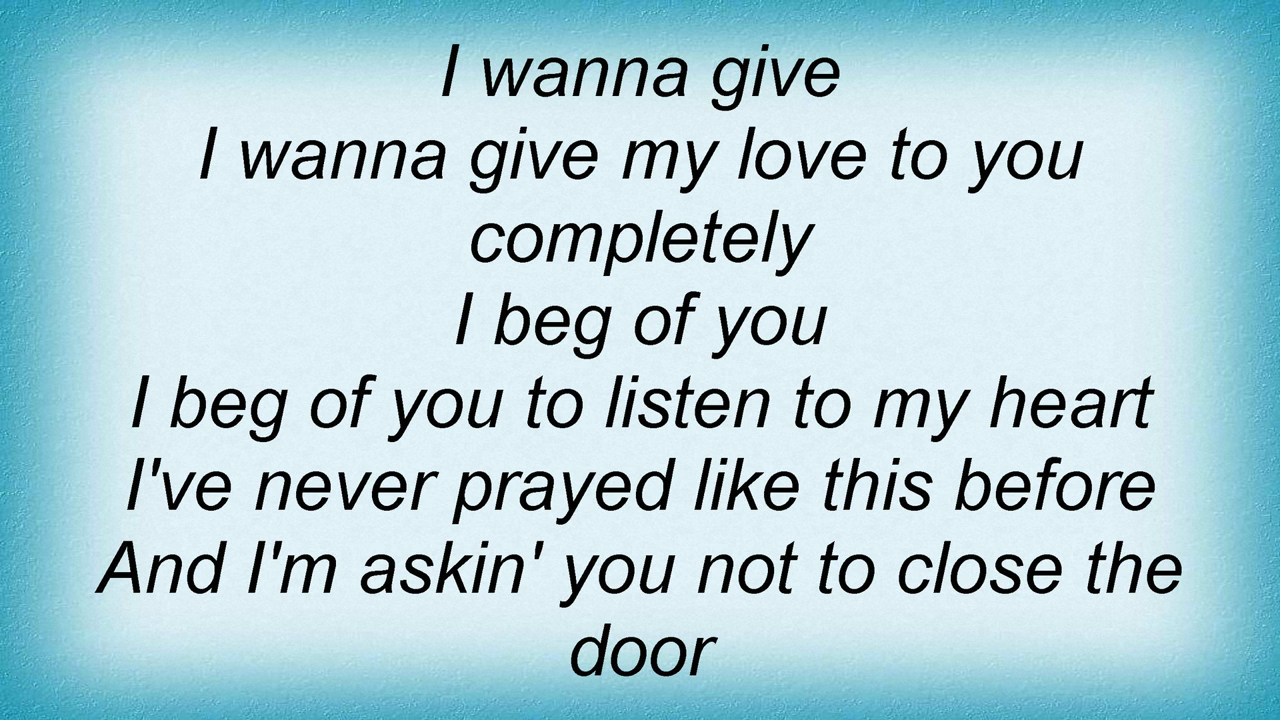 I wanna give
I wanna give my love to you
completely
I beg of you
I beg of you to listen to my heart
I've never prayed like this before
And I'm askin' you not to close the
door